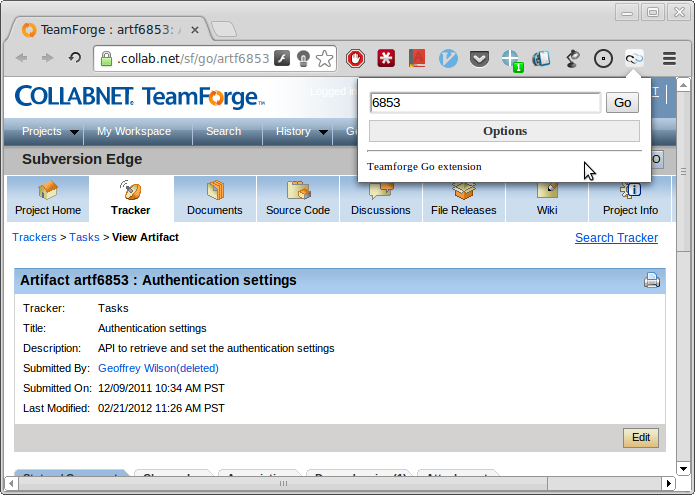 TeamForge : artf6853: A
.collab.net/sf/go/artf6853
1
6853
Go
Options
Teamforge Go extension
COLLABNET TeamForge™
Logged in
Projects
My Workspace
Search
History
Subversion Edge
Project Home
Tracker
Documents
Source Code
Discussions
File Releases
Wiki
Project Info
Trackers > Tasks > View Artifact
Search Tracker
Artifact artf6853 : Authentication settings
Tracker: Tasks
Title: Authentication settings
Description: API to retrieve and set the authentication settings
Submitted By: Geoffrey Wilson(deleted)
Submitted On: 12/09/2011 10:34 AM PST
Last Modified: 02/21/2012 11:26 AM PST
Edit